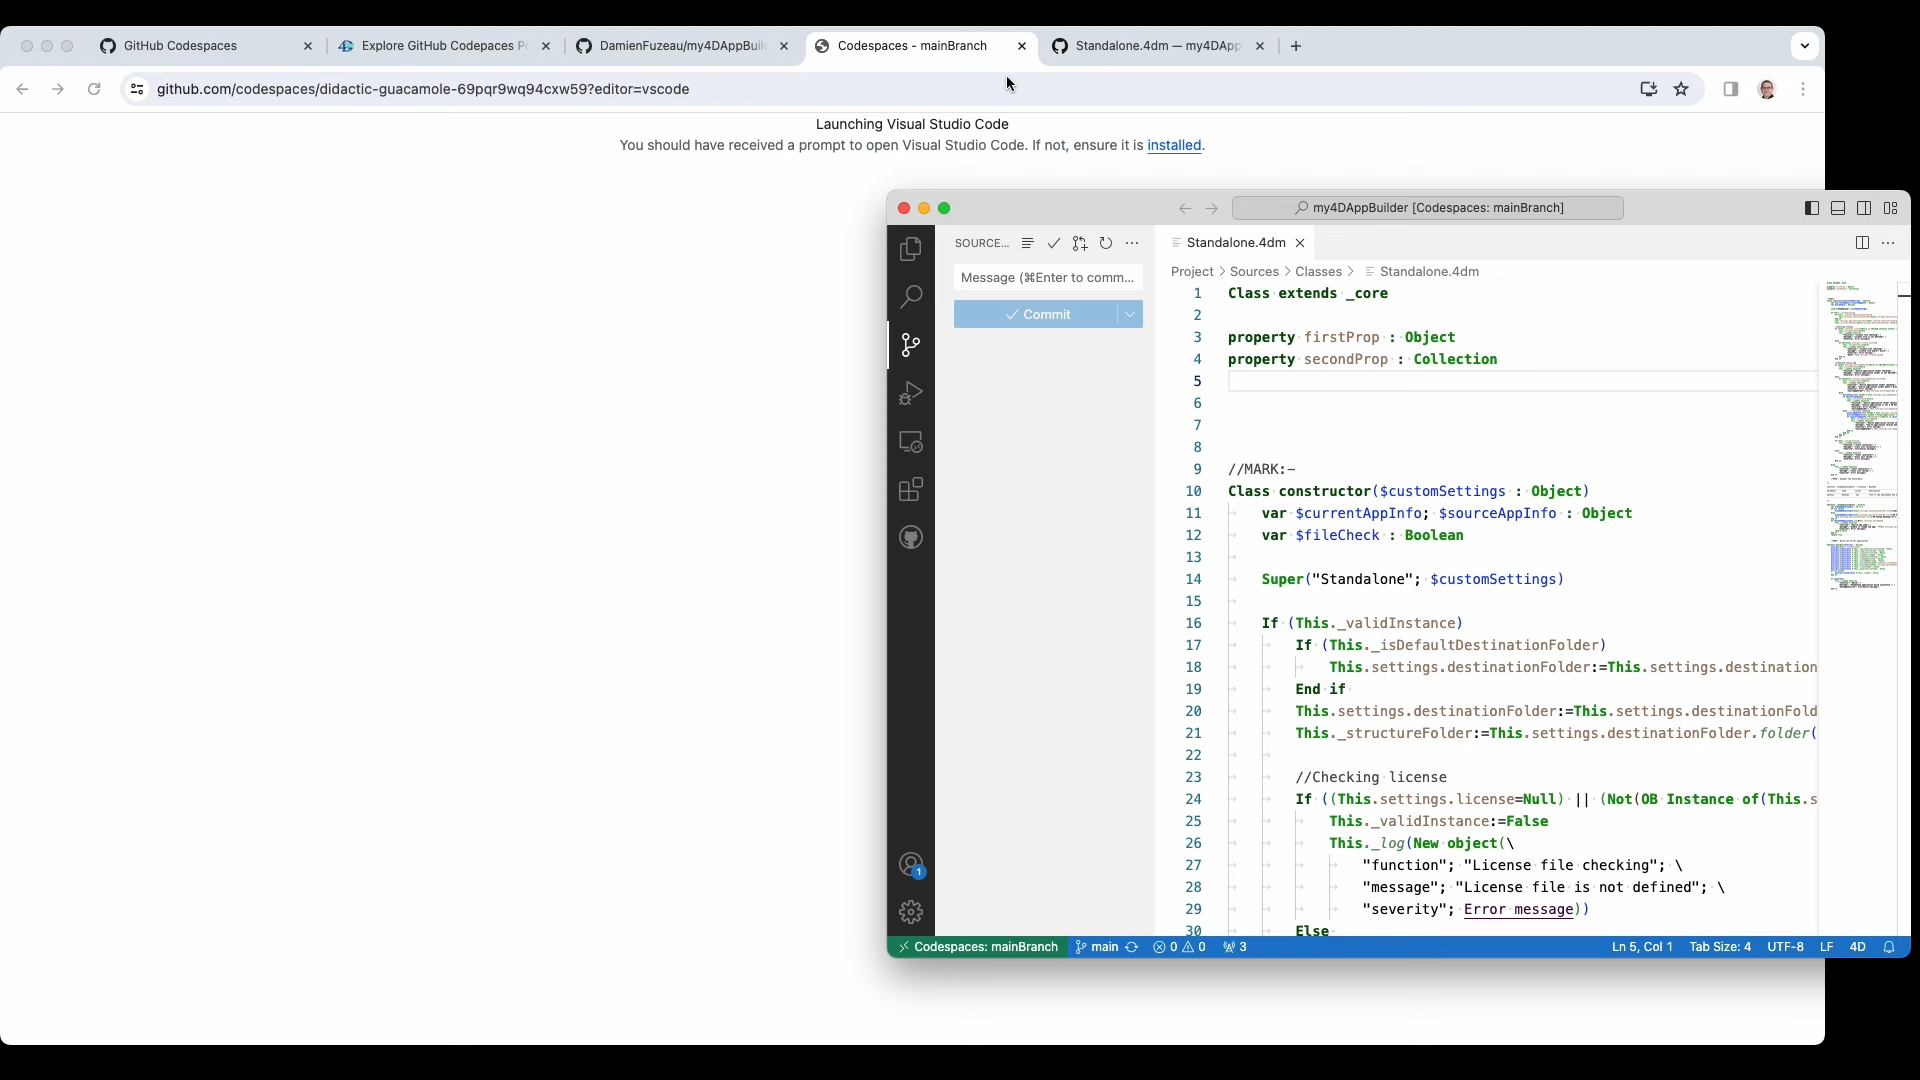 GitHub Codespaces
Explore GitHub Codepaces Po
DamienFuzeau/my4DAppBuil
Codespaces - mainBranch
Standalone.4dm — my4DApp
github.com/codespaces/didactic-guacamole-69pqr9wq94cxw59?editor=vscode
Launching Visual Studio Code
You should have received a prompt to open Visual Studio Code. If not, ensure it is installed.
my4DAppBuilder [Codespaces: mainBranch]
SOURCE...
Message (⌘Enter to comm...
Commit
1
Standalone.4dm
Project > Sources > Classes > Standalone.4dm
1 Class extends _core
2
3 property firstProp : Object
4 property secondProp : Collection
5
6
7
8
9 //MARK:-
10 Class constructor($customSettings : Object)
11 var $currentAppInfo; $sourceAppInfo : Object
12 var $fileCheck : Boolean
13
14 Super("Standalone"; $customSettings)
15
16 If (This._validInstance)
17 If (This._isDefaultDestinationFolder)
18 This.settings.destinationFolder:=This.settings.destination
19 End if
20 This.settings.destinationFolder:=This.settings.destinationFold
21 This._structureFolder:=This.settings.destinationFolder.folder(
22
23 //Checking license
24 If ((This.settings.license=Null) || (Not(OB Instance of(This.s
25 This._validInstance:=False
26 This._log(New object(\
27 "function"; "License file checking"; \
28 "message"; "License file is not defined"; \
29 "severity"; Error message))
30 Else
Codespaces: mainBranch main 0 0 3 Ln 5, Col 1 Tab Size: 4 UTF-8 LF 4D